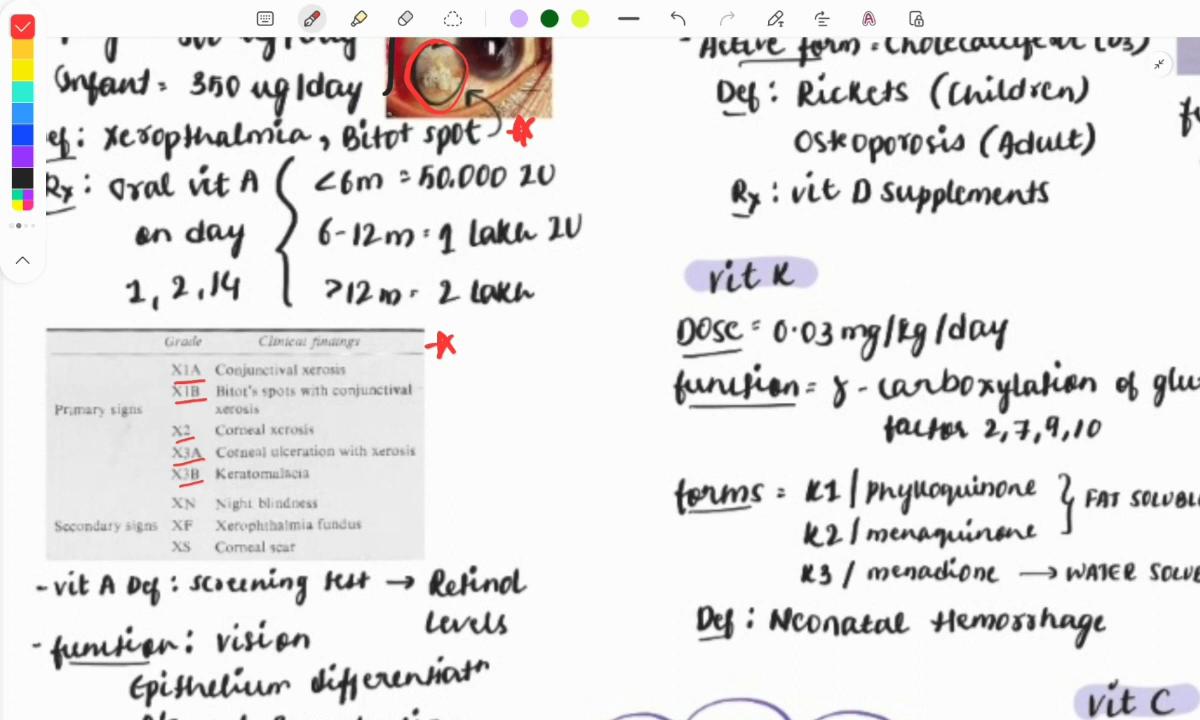 Infant = 350 ug/day
ef: Xeropthalmia, Bitot spot
Rx: Oral vit A
on day
1, 2, 14
<6m = 50.000 IU
6-12m = 1 Lakh IU
>12m = 2 Lakh
Grade Clinical findings
X1A Conjunctival xerosis
Primary signs X1B Bitot's spots with conjunctival xerosis
X2 Corneal xerosis
X3A Corneal ulceration with xerosis
X3B Keratomalacia
XN Night blindness
Secondary signs XF Xerophthalmia fundus
XS Corneal scar
- vit A Def: screening test → Retinol
Levels
- function: vision
Epithelium differentiatn
- Active form = Cholecalciferol (D3)
Def: Rickets (Children)
Osteoporosis (Adult)
Rx: vit D supplements
vit K
Dose = 0.03 mg/kg/day
function = γ-carboxylation of glu
factor 2,7,9,10
forms = K1 / Phylloquinone
K2 / menaquinone
FAT SOLUBL
K3 / menadione → WATER SOLU
Def: Neonatal Hemorrhage
vit C